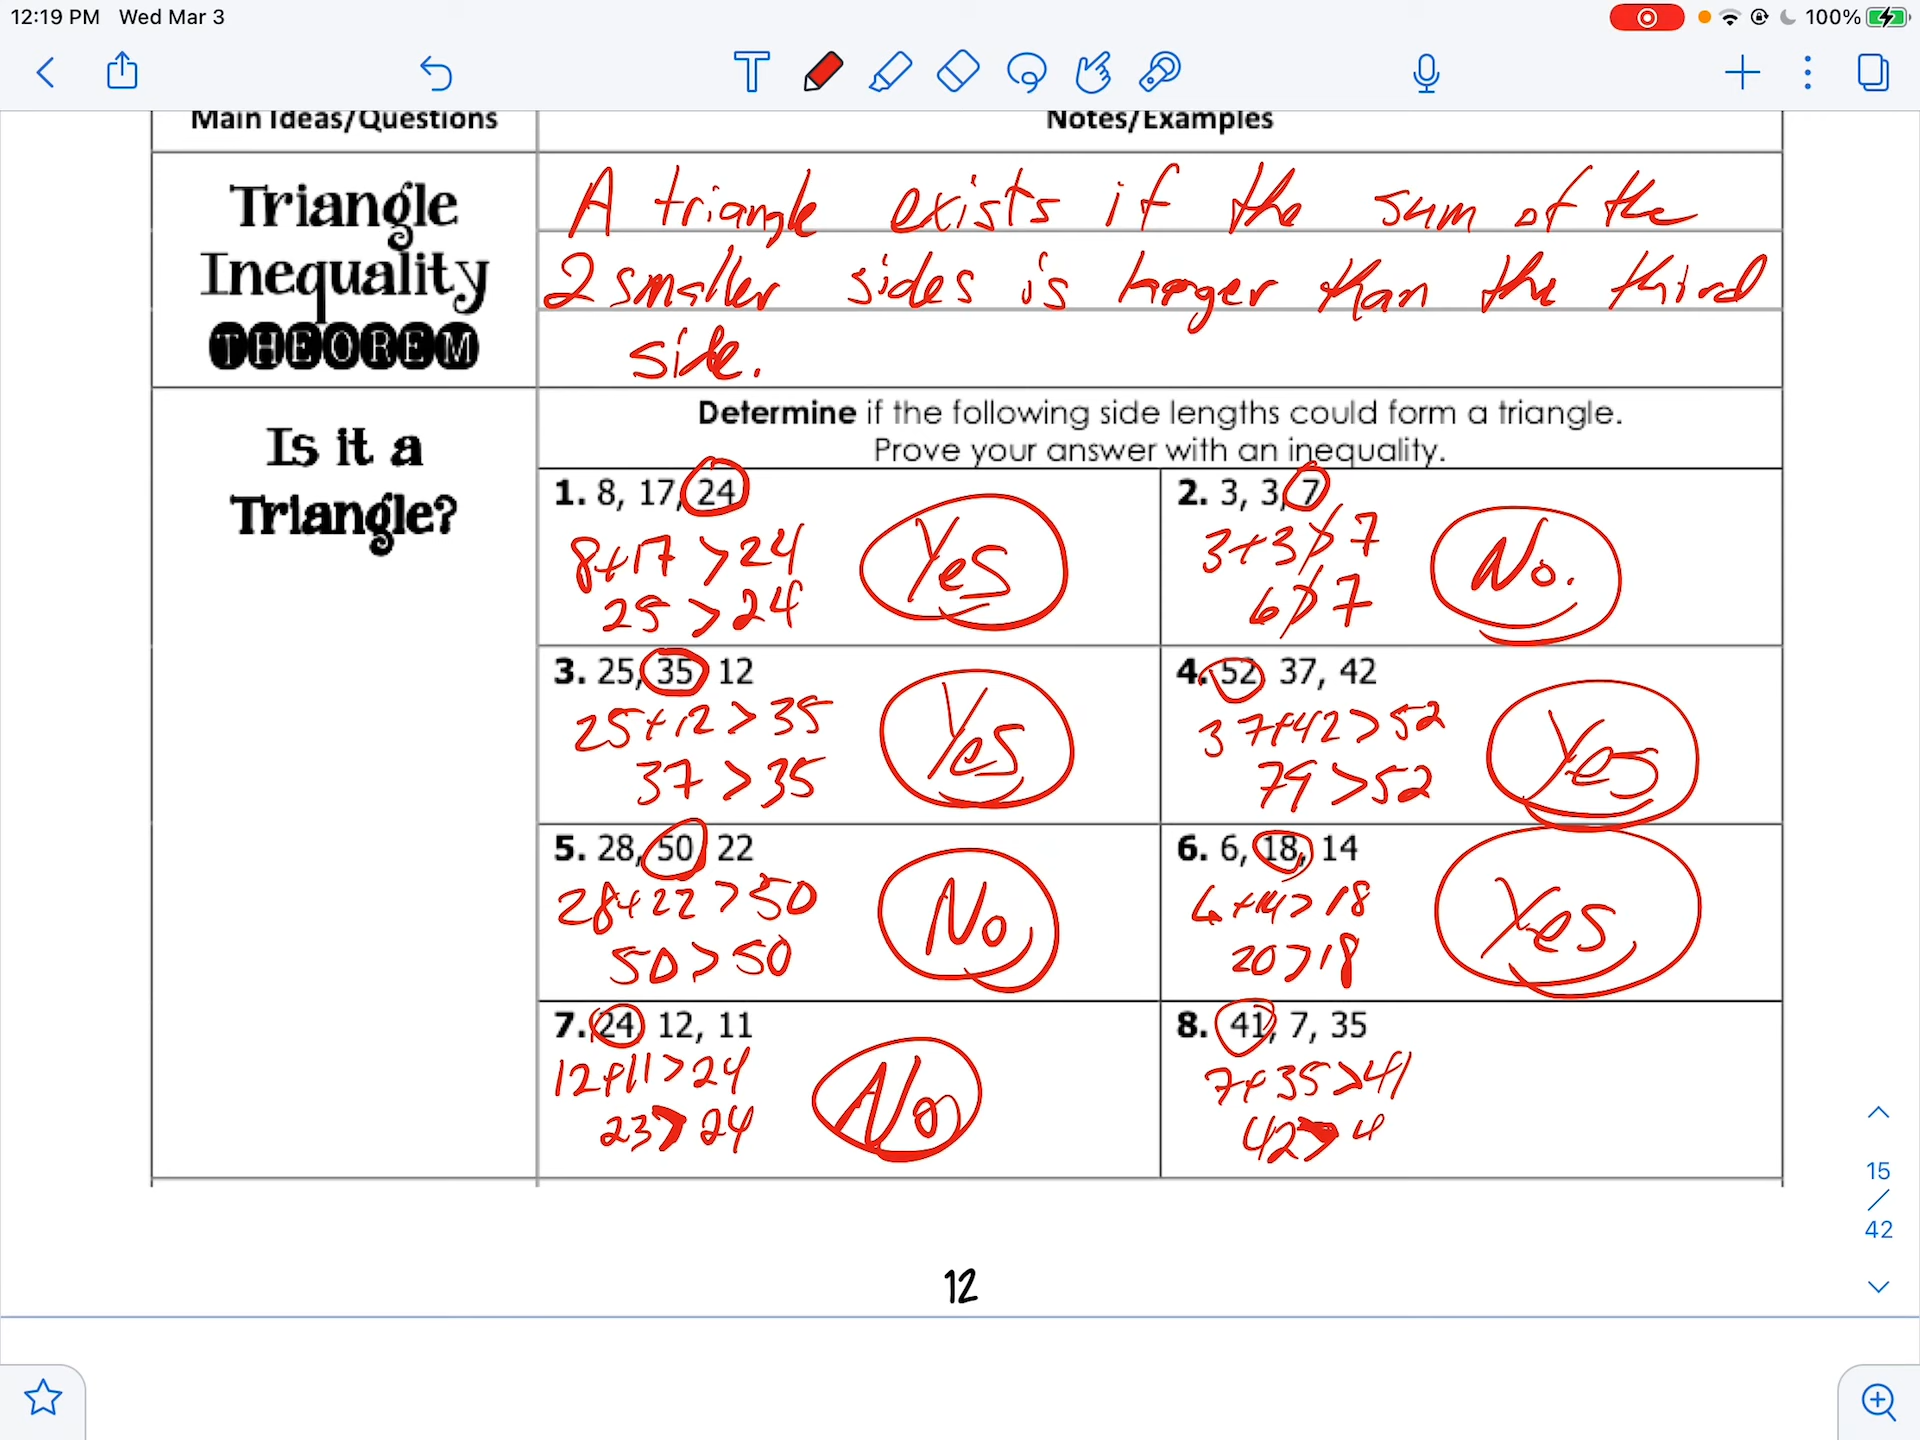 12:19 PM Wed Mar 3
100%
Main Ideas/Questions
Notes/Examples
Triangle
Inequality
THEOREM
A triangle exists if the sum of the
2 smaller sides is larger than the third
side.
Is it a
Triangle?
Determine if the following side lengths could form a triangle.
Prove your answer with an inequality.
1. 8, 17, 24
8+17 > 24
25 > 24
Yes
2. 3, 3, 7
3+3 ≯ 7
6 ≯ 7
No.
3. 25, 35, 12
25+12 > 35
37 > 35
Yes
4. 52, 37, 42
37+42 > 52
79 > 52
Yes
5. 28, 50, 22
28+22 > 50
50 > 50
No
6. 6, 18, 14
6+14 > 18
20 > 18
Yes
7. 24, 12, 11
12+11 > 24
23 > 24
No
8. 41, 7, 35
7+35 > 41
42 > 4
15
/
42
12